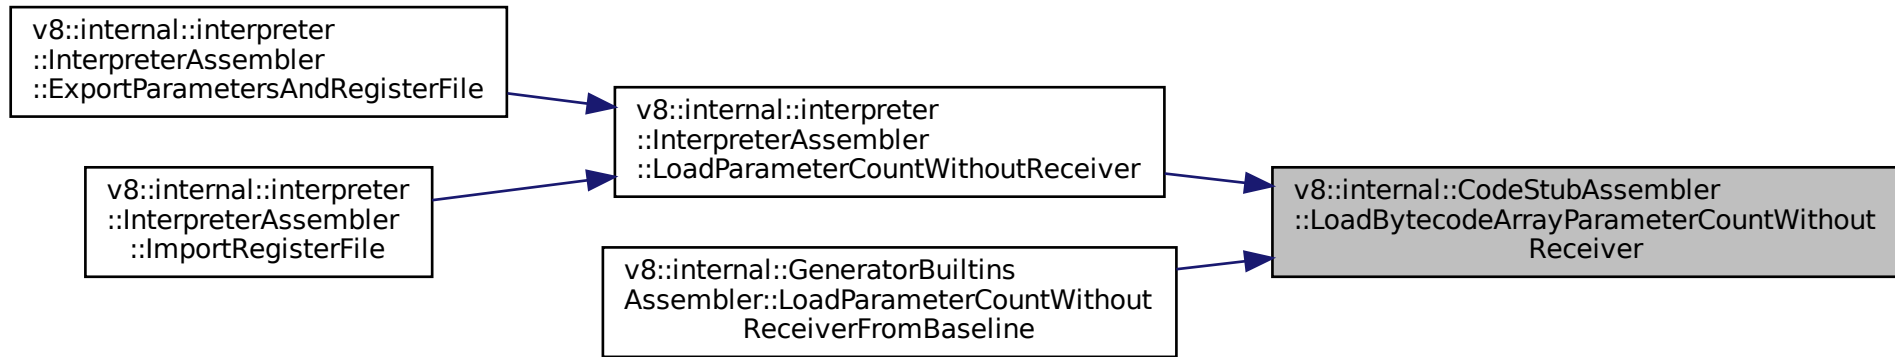 v8::internal::interpreter
::InterpreterAssembler
::ExportParametersAndRegisterFile
v8::internal::interpreter
::InterpreterAssembler
::ImportRegisterFile
v8::internal::interpreter
::InterpreterAssembler
::LoadParameterCountWithoutReceiver
v8::internal::GeneratorBuiltins
Assembler::LoadParameterCountWithout
ReceiverFromBaseline
v8::internal::CodeStubAssembler
::LoadBytecodeArrayParameterCountWithout
Receiver